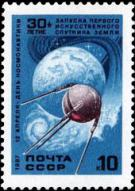 30-ЛЕТИЕ
ЗАПУСКА ПЕРВОГО
ИСКУССТВЕННОГО
СПУТНИКА ЗЕМЛИ
12 АПРЕЛЯ - ДЕНЬ КОСМОНАВТИКИ
1987
ПОЧТА
СССР
К
10